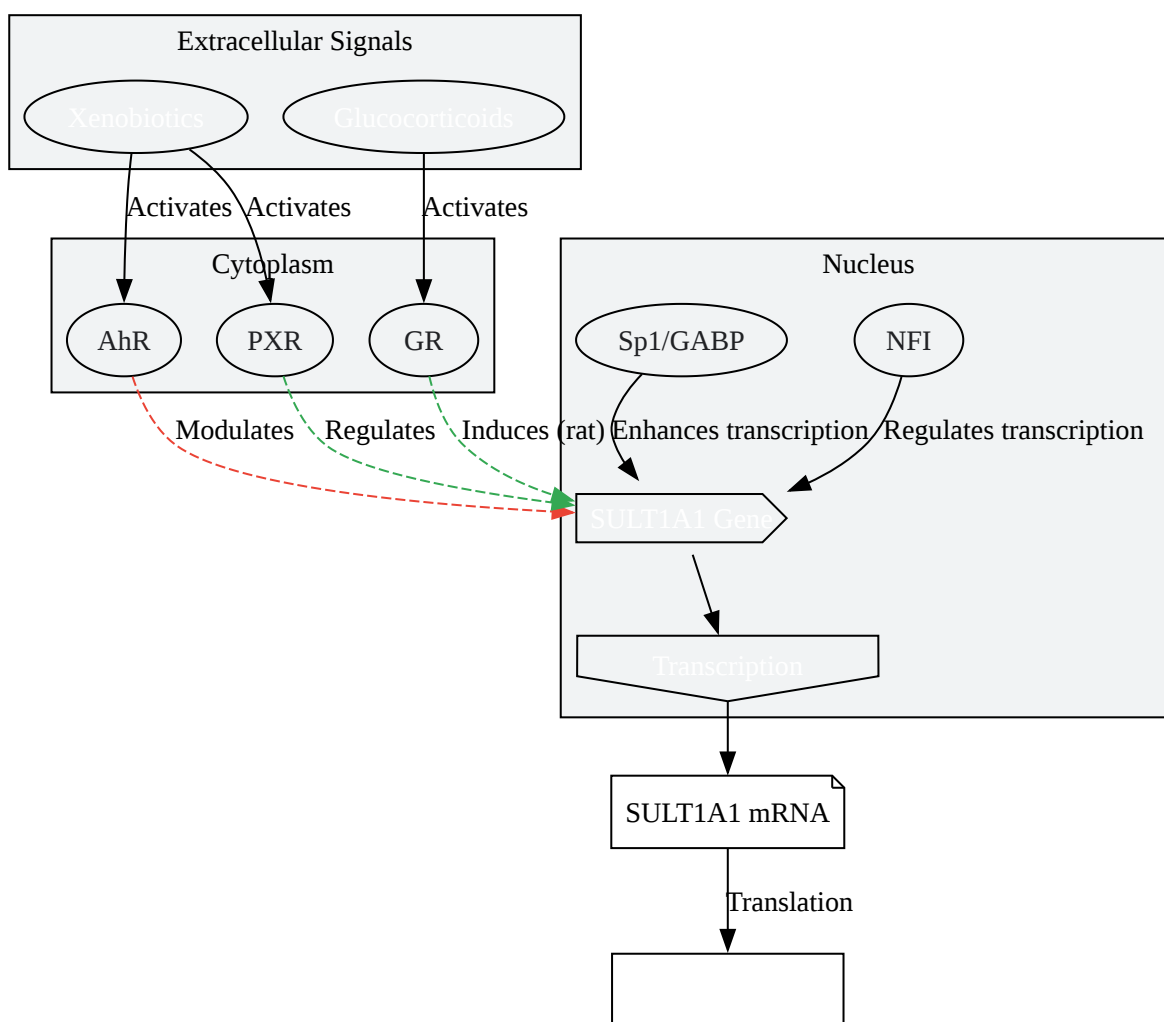 Extracellular Signals
Xenobiotics
Glucocorticoids
Activates
Activates
Activates
Cytoplasm
Nucleus
AhR
PXR
GR
Sp1/GABP
NFI
Modulates
Regulates
Induces (rat)
Enhances transcription
Regulates transcription
SULT1A1 Gene
Transcription
SULT1A1 mRNA
Translation